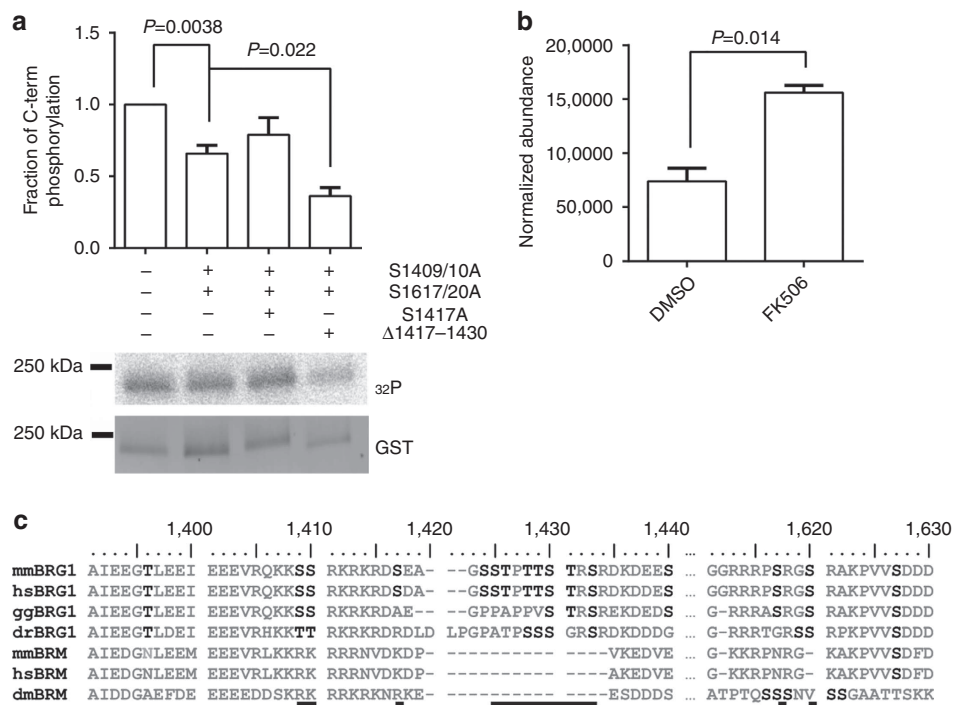 a
P=0.0038
P=0.022
Fraction of C-term
phosphorylation
1.5
1.0
0.5
0.0
– + + + S1409/10A
– + + + S1617/20A
– – + – S1417A
– – – + Δ1417–1430
250 kDa
32P
250 kDa
GST
b
P=0.014
Normalized abundance
20,0000
15,0000
10,0000
50,000
0
DMSO
FK506
c
1,400 1,410 1,420 1,430 1,440 ... 1,620 1,630
mmBRG1 AIEEGTLEEI EEEVRQKKSS RKRKRDSEA- --GSSTPTTS TRSRDKDEES ... GGRRRPSRGS RAKPVVSDDD
hsBRG1 AIEEGTLEEI EEEVRQKKSS RKRKRDSDA- --GSSTPTTS TRSRDKDDES ... GGRRRPSRGS RAKPVVSDDD
ggBRG1 AIEEGTLEEI EEEVRQKKSS RKRKRDAE-- --GPPAPPVS TRSREKDEDS ... G-RRRASRGS RAKPVVSDDD
drBRG1 AIEEGTLDEI EEEVRHKKTT RKRKRDRDLD LPGPATPSSS GRSRDKDDDG ... G-RRRTGRSS RPRAKPVVSDDD
mmBRM AIEDGNLEEM EEEVRLKKRK RRRNVDKDP- ---------- ---VKEDVE ... G-KKRPNRG- KAKPVVSDFD
hsBRM AIEDGNLEEM EEEVRLKKRK RRRNVDKDP- ---------- ---AKEDVE ... G-KKRPNRG- KAKPVVSDFD
dmBRM AIDDGAEFDE EEEEDDSKRK RRKRKNRKE- ---------- ---ESDDDS ... ATPTQSSSNV SSGAATTSKK